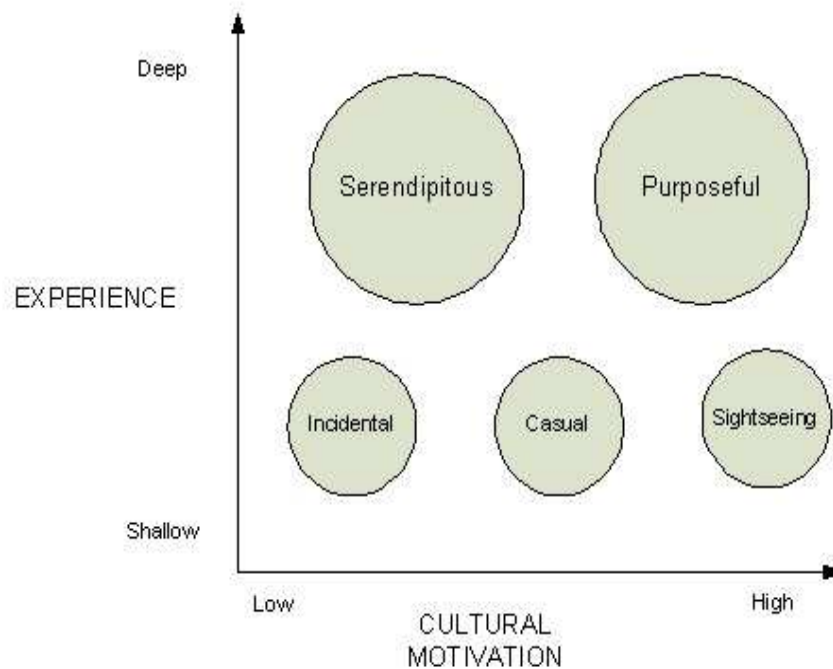 Deep
Serendipitous
Purposeful
EXPERIENCE
Incidental
Casual
Sightseeing
Shallow
Low
High
CULTURAL
MOTIVATION